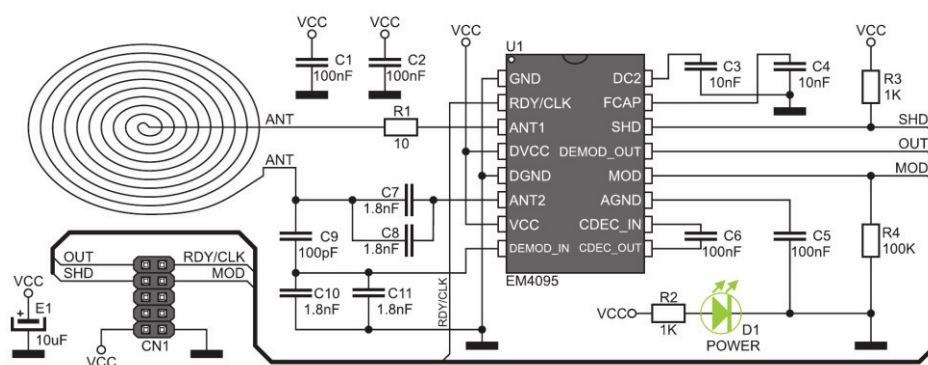 VCC
C1
100nF
VCC
C2
100nF
VCC
U1
GND
RDY/CLK
ANT1
DVCC
DGND
ANT2
VCC
DEMOD_IN
DC2
FCAP
SHD
DEMOD_OUT
MOD
AGND
CDEC_IN
CDEC_OUT
EM4095
C3
10nF
C4
10nF
VCC
R3
1K
SHD
OUT
MOD
ANT
R1
10
ANT
C7
1.8nF
C8
1.8nF
C9
100pF
C10
1.8nF
C11
1.8nF
RDY/CLK
C6
100nF
C5
100nF
R4
100K
VCC
R2
1K
D1
POWER
OUT
SHD
RDY/CLK
MOD
VCC
E1
+
10uF
VCC
CN1